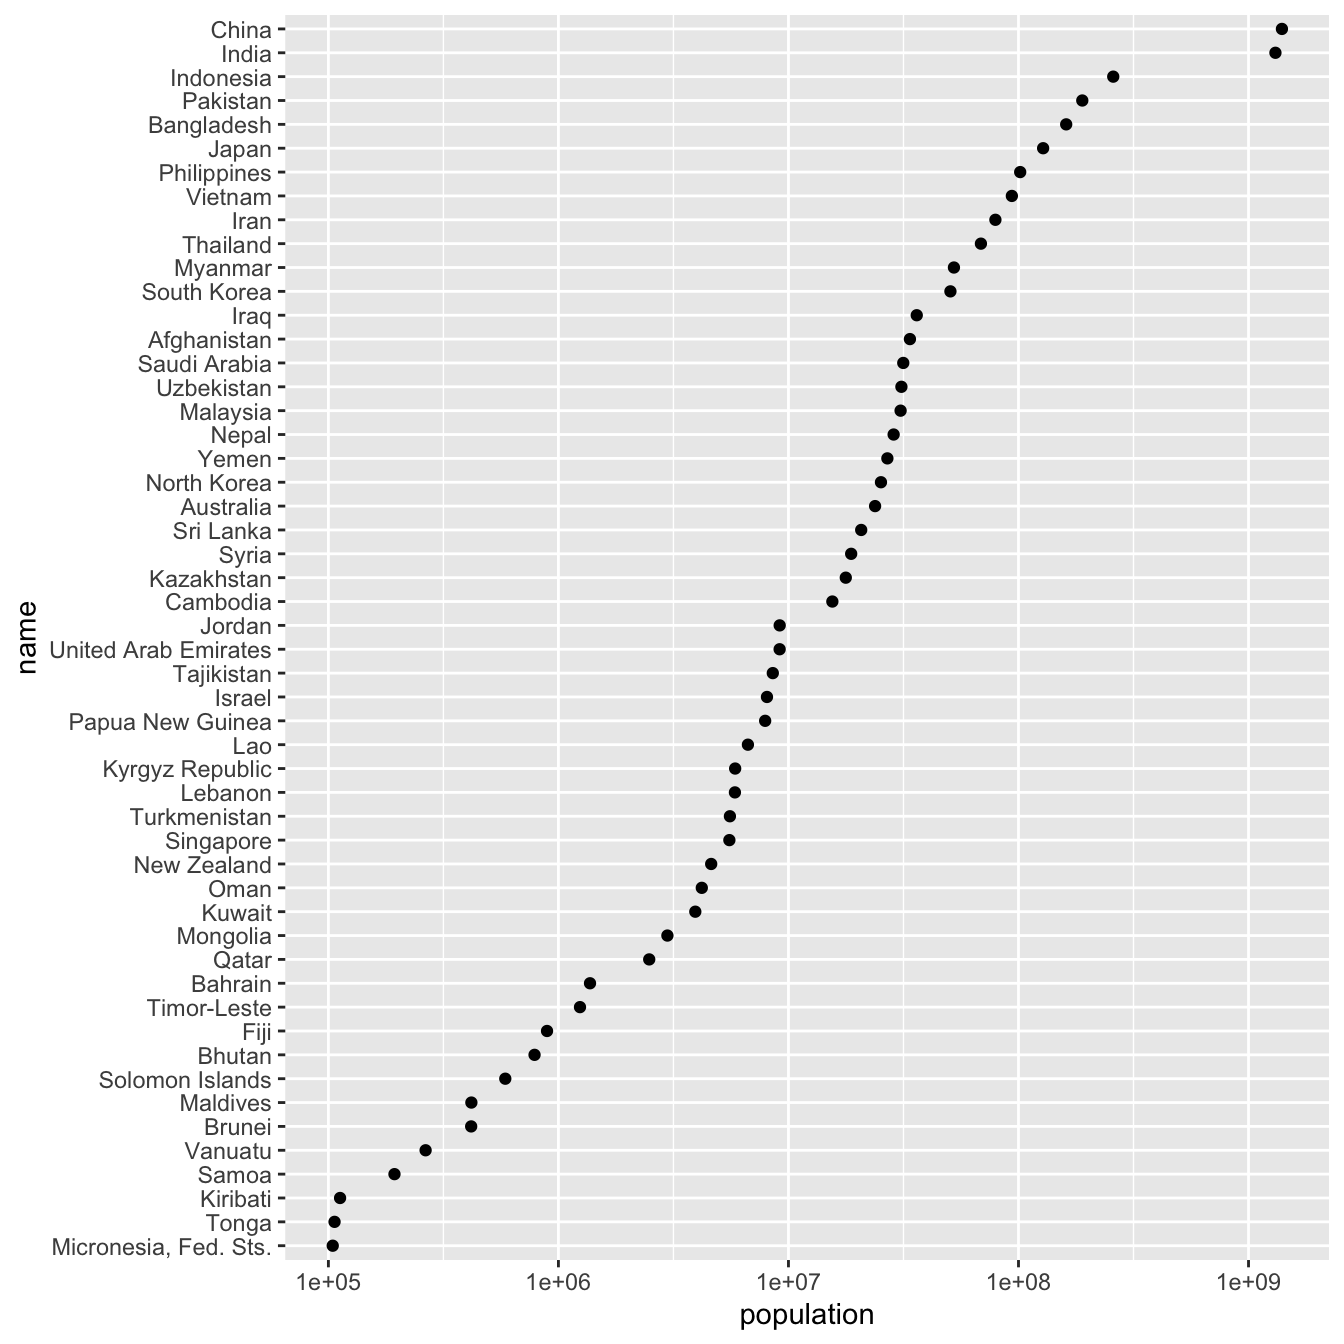 China
India
Indonesia
Pakistan
Bangladesh
Japan
Philippines
Vietnam
Iran
Thailand
Myanmar
South Korea
Iraq
Afghanistan
Saudi Arabia
Uzbekistan
Malaysia
Nepal
Yemen
North Korea
Australia
Sri Lanka
Syria
Kazakhstan
Cambodia
Jordan
United Arab Emirates
Tajikistan
Israel
Papua New Guinea
Lao
Kyrgyz Republic
Lebanon
Turkmenistan
Singapore
New Zealand
Oman
Kuwait
Mongolia
Qatar
Bahrain
Timor-Leste
Fiji
Bhutan
Solomon Islands
Maldives
Brunei
Vanuatu
Samoa
Kiribati
Tonga
Micronesia, Fed. Sts.
name
1e+05 1e+06 1e+07 1e+08 1e+09
population